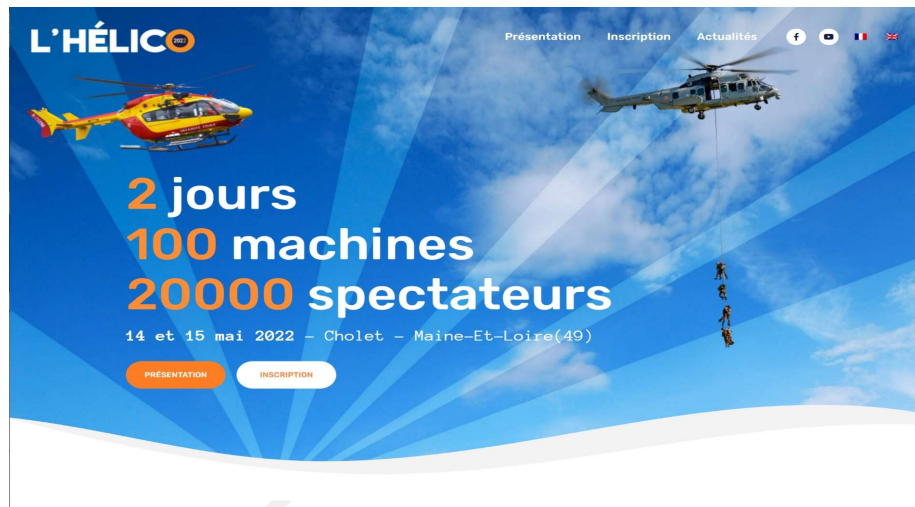 L'HÉLICO
2022
Présentation Inscription Actualités
2 jours
100 machines
20000 spectateurs
14 et 15 mai 2022 – Cholet – Maine-Et-Loire(49)
PRÉSENTATION INSCRIPTION